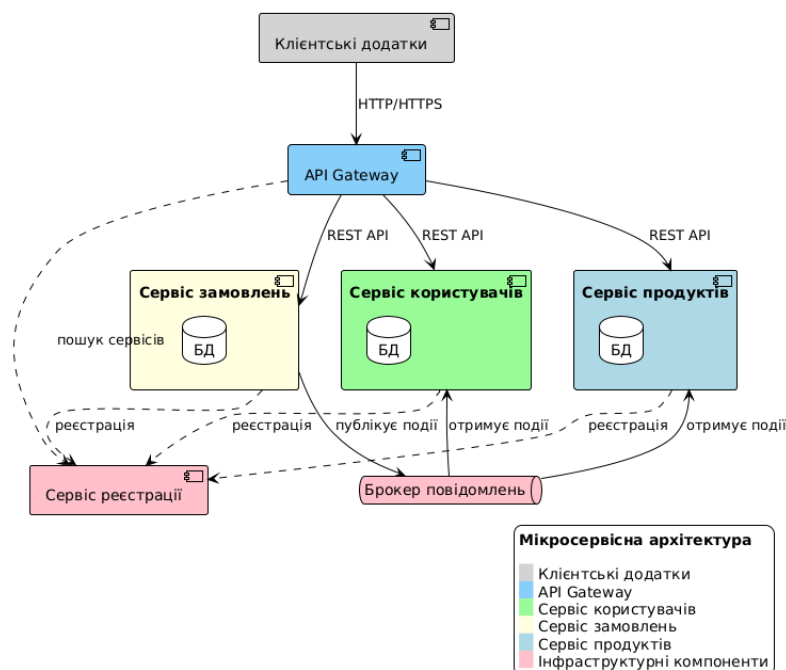 Клієнтські додатки
HTTP/HTTPS
API Gateway
REST API
REST API
REST API
Сервіс замовлень
Сервіс користувачів
Сервіс продуктів
БД
БД
БД
пошук сервісів
реєстрація
реєстрація
публікує події
отримує події
реєстрація
отримує події
Сервіс реєстрації
Брокер повідомлень
Мікросервісна архітектура
Клієнтські додатки
API Gateway
Сервіс користувачів
Сервіс замовлень
Сервіс продуктів
Інфраструктурні компоненти